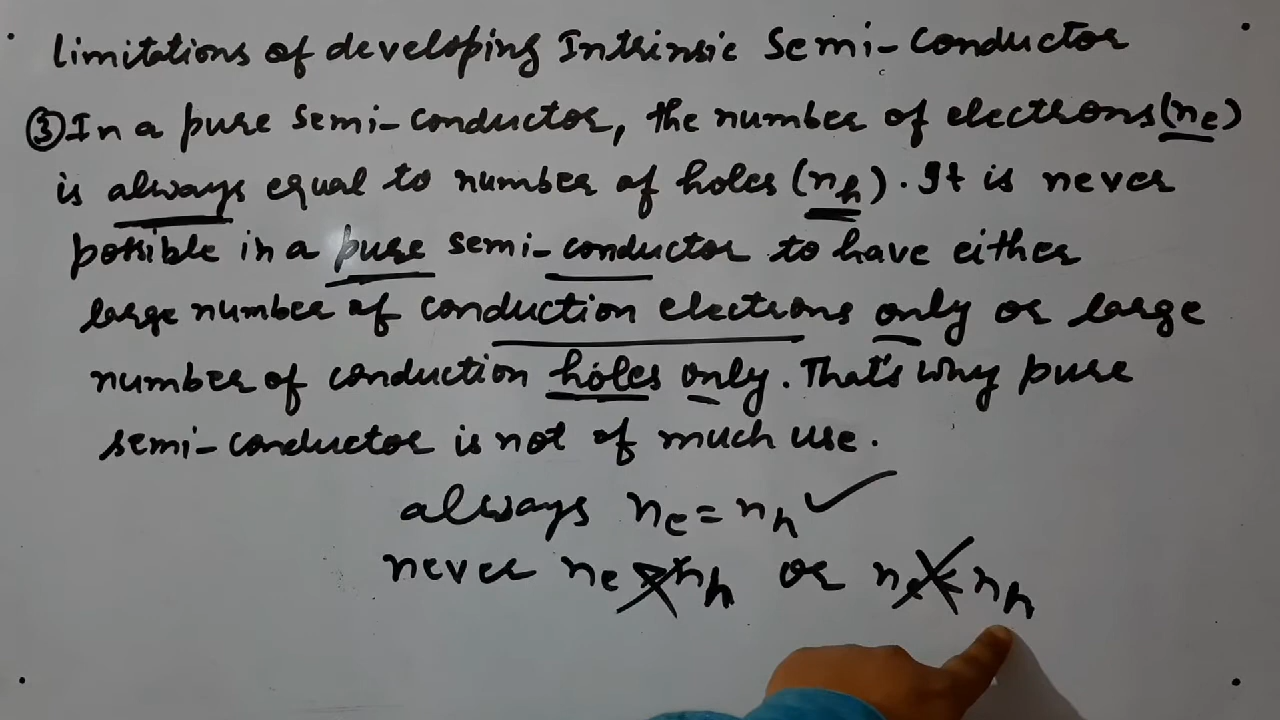 limitations of developing Intrinsic Semi-Conductor
③ In a pure semi-conductor, the number of electrons (nₑ)
is always equal to number of holes (nₕ). It is never
possible in a pure semi-conductor to have either
large number of conduction electrons only or large
number of conduction holes only. That's why pure
semi-conductor is not of much use.
always nₑ = nₕ ✓
never nₑ > nₕ or nₑ < nₕ